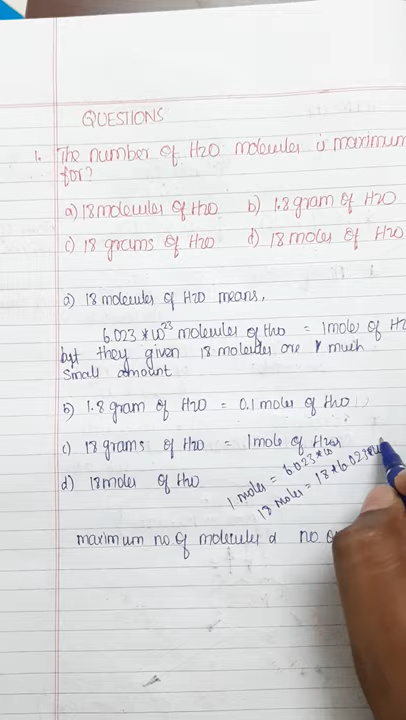 QUESTIONS
1. The number of H2O molecules is maximum
for?
a) 18 molecules of H2O b) 1.8 gram of H2O
c) 18 grams of H2O d) 18 moles of H2O
a) 18 molecules of H2O means,
6.023*10^23 molecules of H2O = 1 mole of H2
but they given 18 molecules are much
small amount
b) 1.8 gram of H2O = 0.1 moles of H2O
c) 18 grams of H2O = 1 mole of H2O
d) 18 moles of H2O
1 moles = 6.023*10
18 moles = 18*6.023*
maximum no. of molecules α no. o